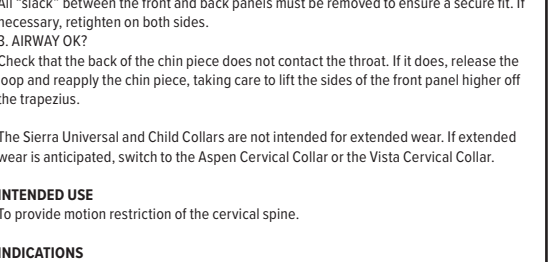 All "slack" between the front and back panels must be removed to ensure a secure fit. If
necessary, retighten on both sides.
3. AIRWAY OK?
Check that the back of the chin piece does not contact the throat. If it does, release the
loop and reapply the chin piece, taking care to lift the sides of the front panel higher off
the trapezius.
The Sierra Universal and Child Collars are not intended for extended wear. If extended
wear is anticipated, switch to the Aspen Cervical Collar or the Vista Cervical Collar.
INTENDED USE
To provide motion restriction of the cervical spine.
INDICATIONS